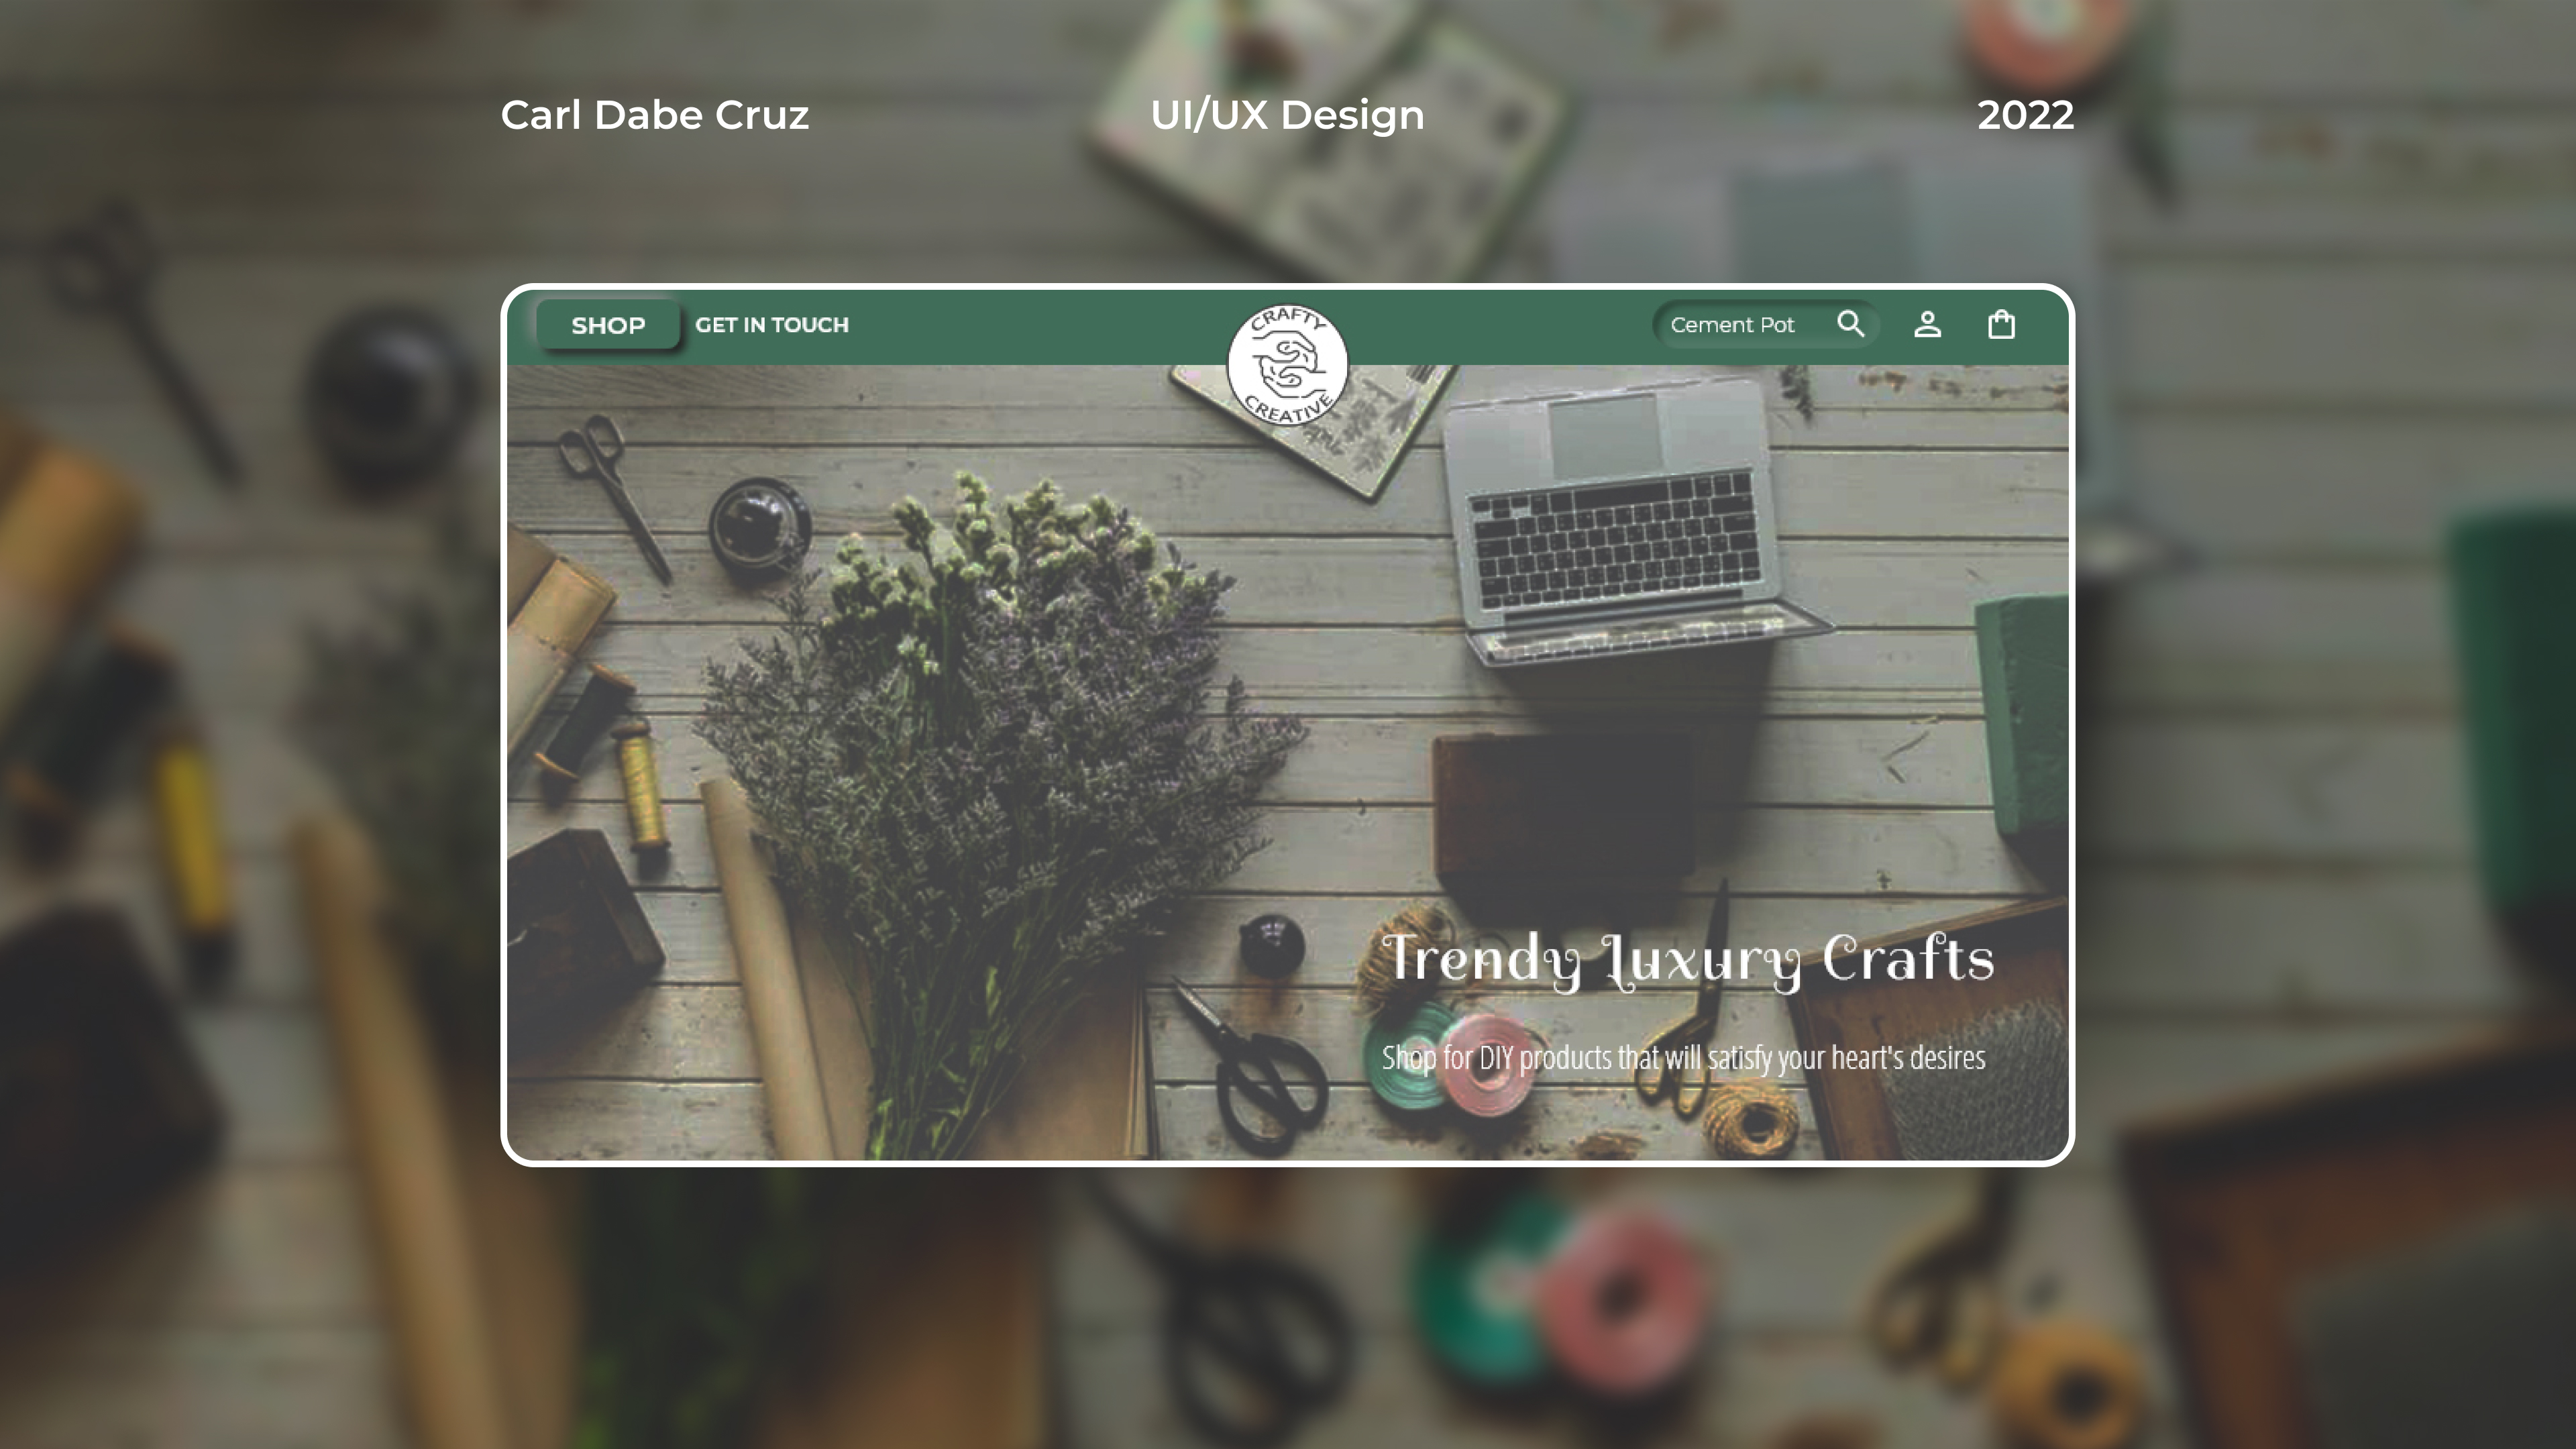 Carl Dabe Cruz
UI/UX Design
2022
SHOP
GET IN TOUCH
CRAFTY
CREATIVE
Cement Pot
Trendy Luxury Crafts
Shop for DIY products that will satisfy your heart's desires